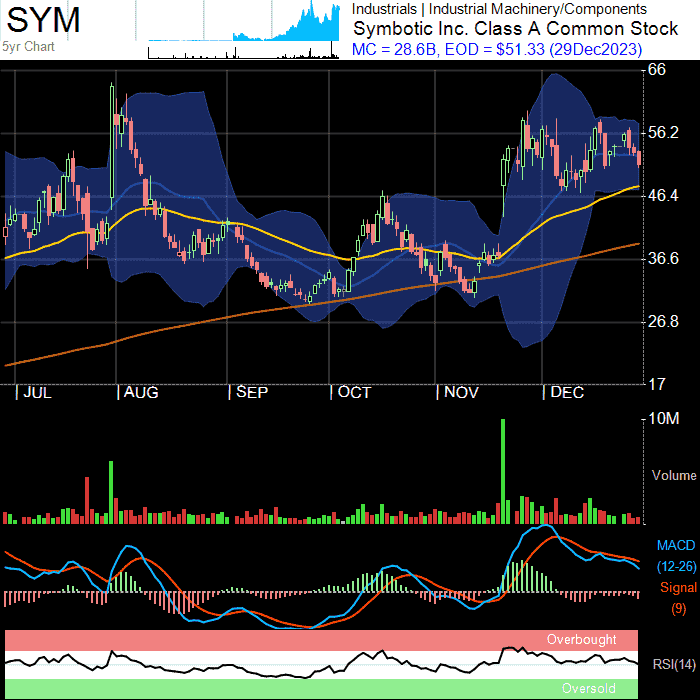 SYM
5yr Chart
Industrials | Industrial Machinery/Components
Symbotic Inc. Class A Common Stock
MC = 28.6B, EOD = $51.33 (29Dec2023)
66
56.2
46.4
36.6
26.8
17
JUL AUG SEP OCT NOV DEC
10M
Volume
MACD
(12-26)
Signal
(9)
Overbought
RSI(14)
Oversold